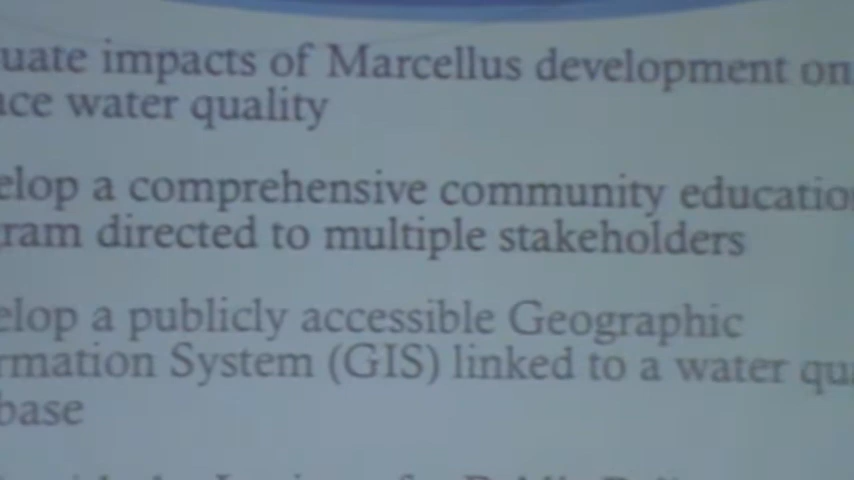 uate impacts of Marcellus development on
ce water quality
elop a comprehensive community educatio
ram directed to multiple stakeholders
elop a publicly accessible Geographic
rmation System (GIS) linked to a water qu
base